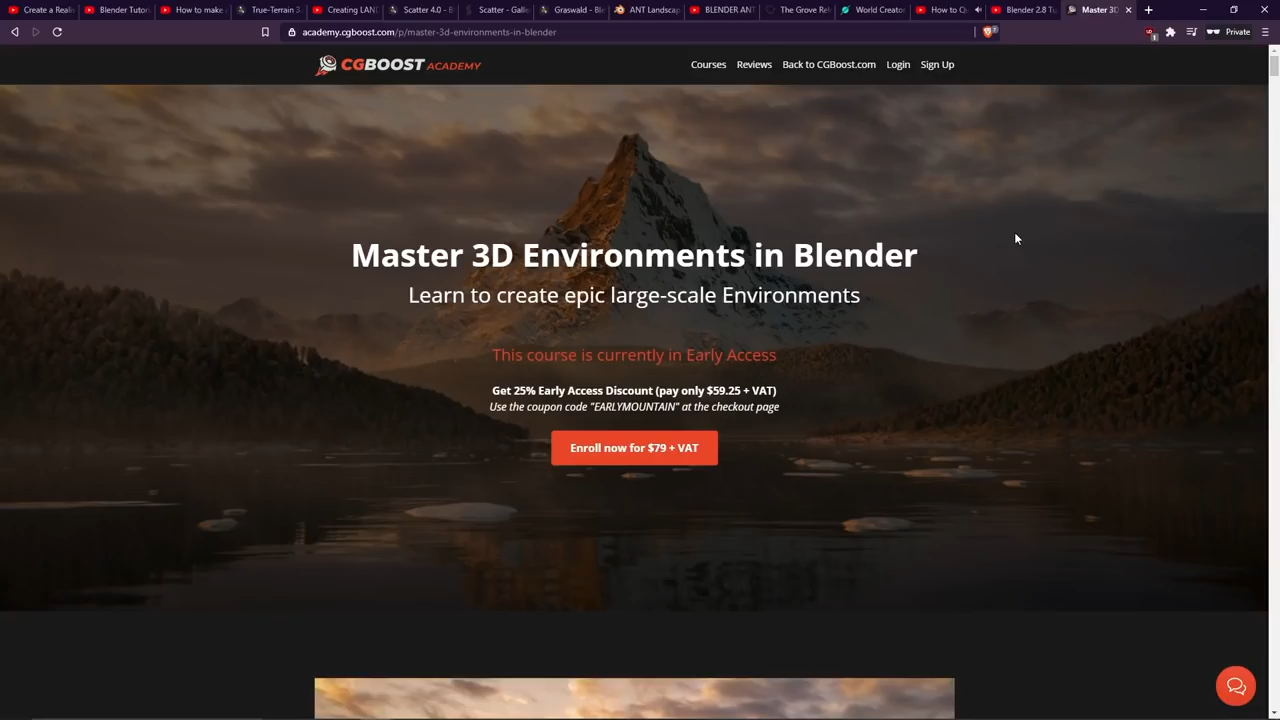 Create a Reali
Blender Tutori
How to make
True-Terrain 3.
Creating LAND
Scatter 4.0 - B
Scatter - Galle
Graswald - Ble
ANT Landscap
BLENDER ANT
The Grove Rel
World Creator
How to Qu
Blender 2.8 Tu
Master 3D
academy.cgboost.com/p/master-3d-environments-in-blender
Private
CGBOOST ACADEMY
Courses
Reviews
Back to CGBoost.com
Login
Sign Up
Master 3D Environments in Blender
Learn to create epic large-scale Environments
This course is currently in Early Access
Get 25% Early Access Discount (pay only $59.25 + VAT)
Use the coupon code "EARLYMOUNTAIN" at the checkout page
Enroll now for $79 + VAT